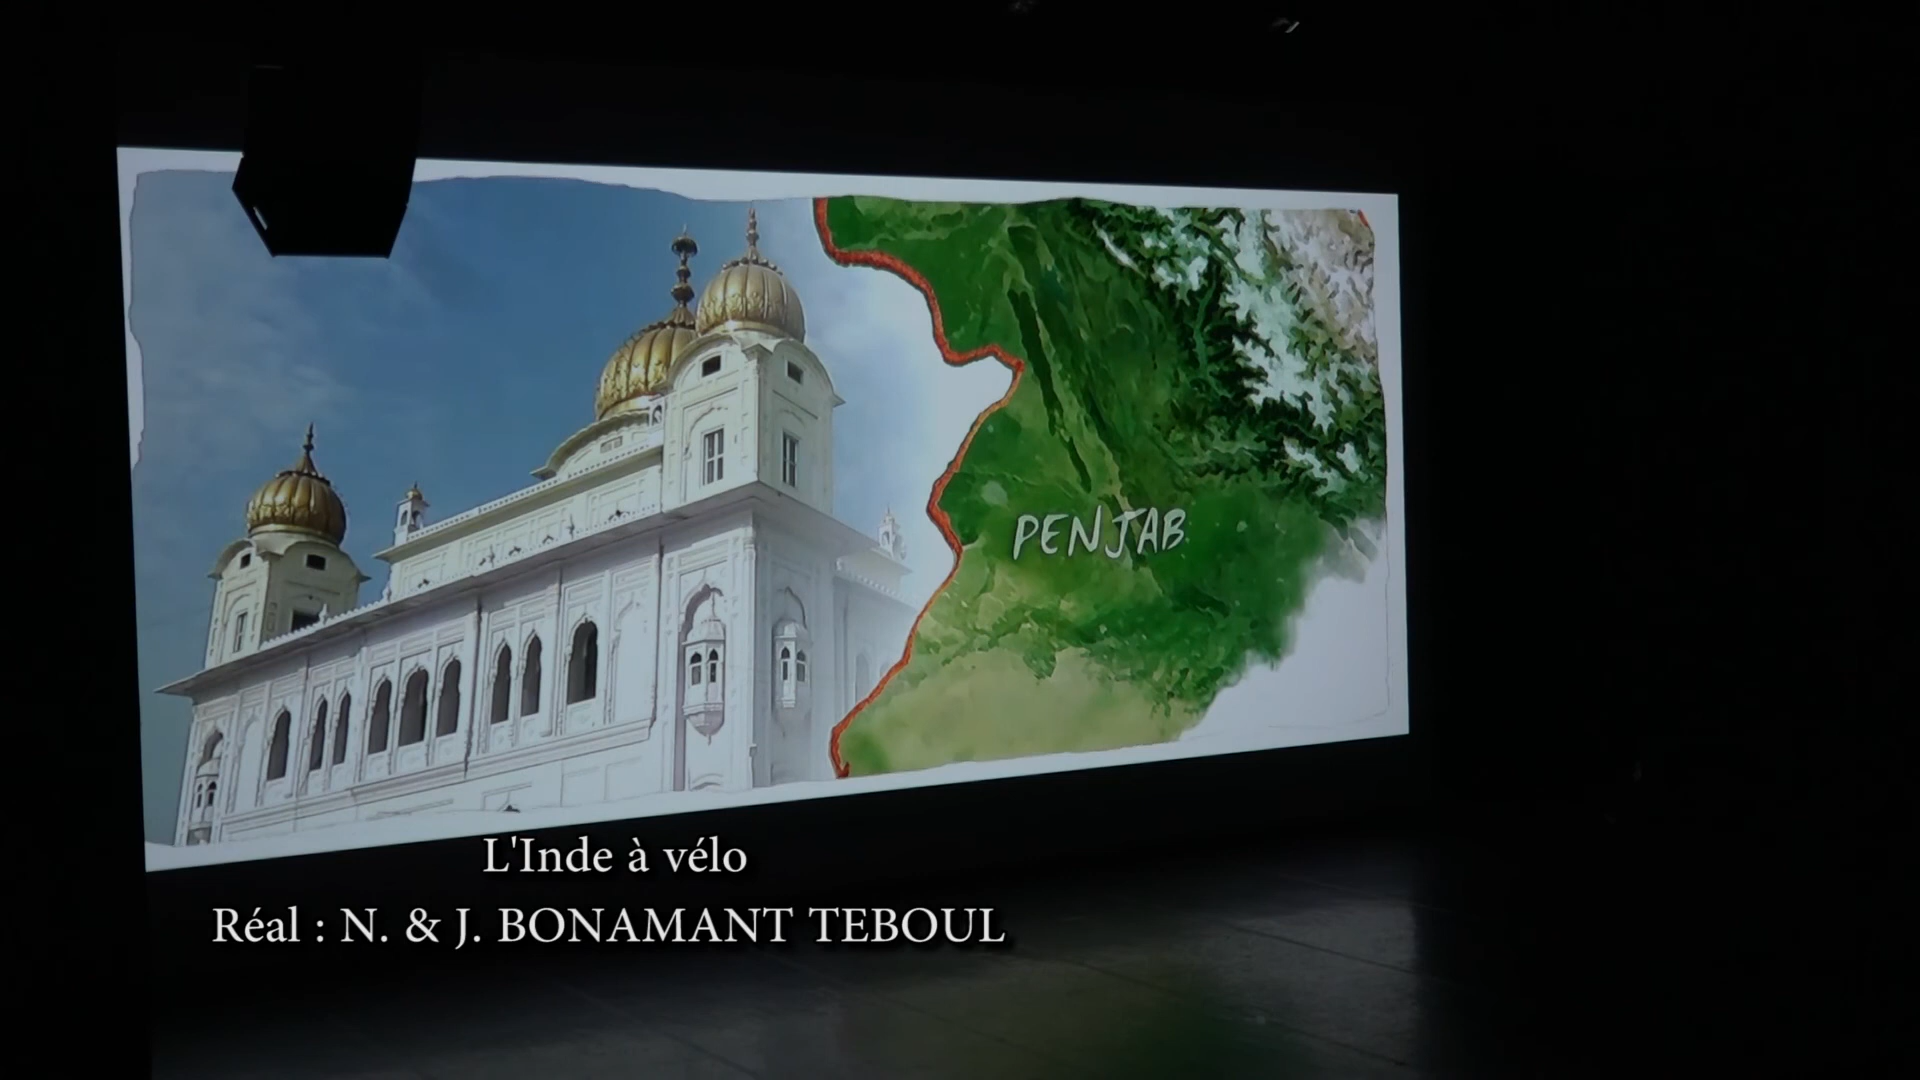 PENJAB
L'Inde à vélo
Réal : N. & J. BONAMANT TEBOUL